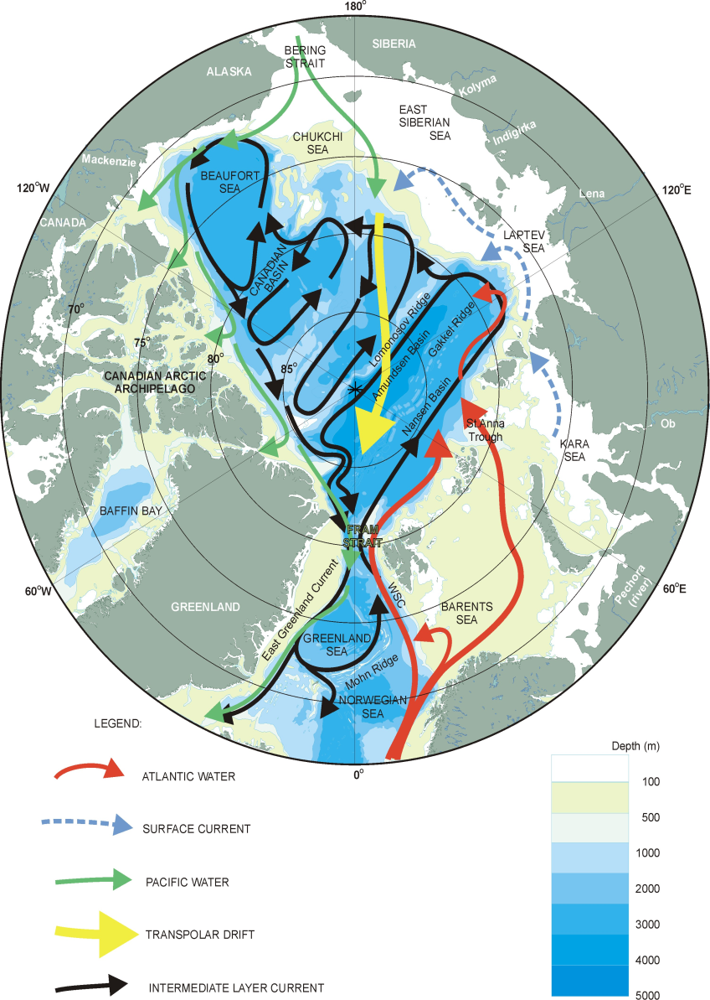 180°
SIBERIA
BERING
STRAIT
ALASKA
Kolyma
EAST
SIBERIAN
SEA
Indigirka
CHUKCHI
SEA
Mackenzie
BEAUFORT
SEA
120°W
120°E
Lena
CANADA
LAPTEV
SEA
CANADIAN
BASIN
70°
75°
80°
85°
Lomonosov Ridge
Amundsen Basin
Gakkel Ridge
Nansen Basin
CANADIAN ARCTIC
ARCHIPELAGO
St.Anna
Trough
Ob
KARA
SEA
BAFFIN BAY
FRAM
STRAIT
60°W
60°E
Pechora
(river)
GREENLAND
East Greenland Current
WSC
BARENTS
SEA
GREENLAND
SEA
Mohn Ridge
NORWEGIAN
SEA
0°
LEGEND:
ATLANTIC WATER
SURFACE CURRENT
PACIFIC WATER
TRANSPOLAR DRIFT
INTERMEDIATE LAYER CURRENT
Depth (m)
100
500
1000
2000
3000
4000
5000